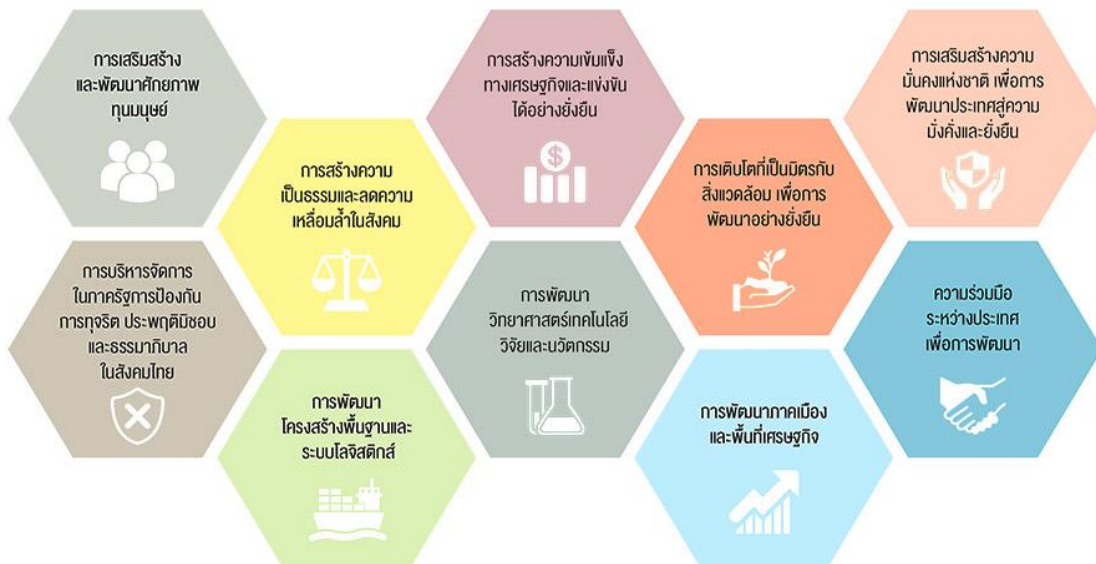 การเสริมสร้าง
และพัฒนาศักยภาพ
ทุนมนุษย์
การสร้างความ
เป็นธรรมและลดความ
เหลื่อมล้ำในสังคม
การสร้างความเข้มแข็ง
ทางเศรษฐกิจและแข่งขัน
ได้อย่างยั่งยืน
การเติบโตที่เป็นมิตรกับ
สิ่งแวดล้อม เพื่อการ
พัฒนาอย่างยั่งยืน
การเสริมสร้างความ
มั่นคงแห่งชาติ เพื่อการ
พัฒนาประเทศสู่ความ
มั่งคั่งและยั่งยืน
การบริหารจัดการ
ในภาครัฐการป้องกัน
การทุจริต ประพฤติมิชอบ
และธรรมาภิบาล
ในสังคมไทย
การพัฒนา
โครงสร้างพื้นฐานและ
ระบบโลจิสติกส์
การพัฒนา
วิทยาศาสตร์เทคโนโลยี
วิจัยและนวัตกรรม
การพัฒนาภาคเมือง
และพื้นที่เศรษฐกิจ
ความร่วมมือ
ระหว่างประเทศ
เพื่อการพัฒนา